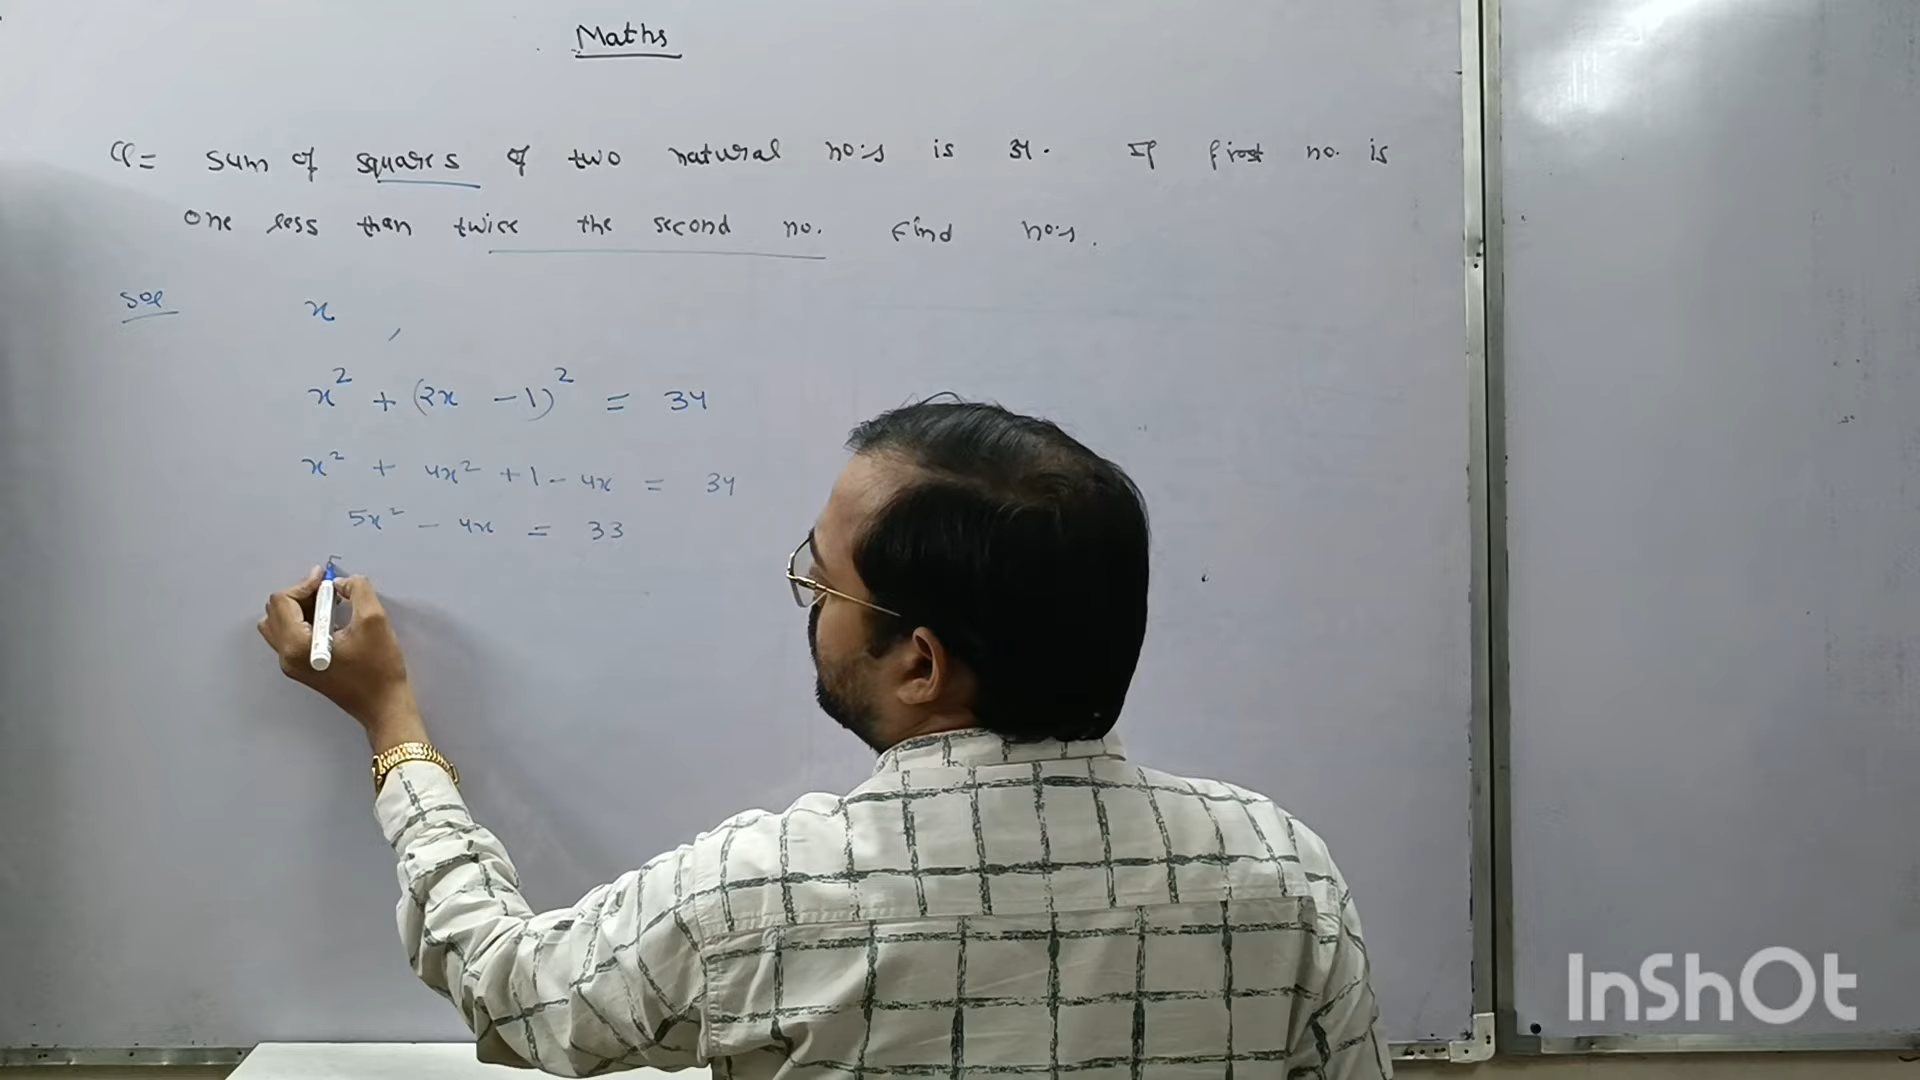 Maths
Q= Sum of squares of two natural no:s is 34. If first no. is
one less than twice the second no. Find no:s.
Sol x ,
x² + (2x - 1)² = 34
x² + 4x² + 1 - 4x = 34
5x² - 4x = 33
InShOt